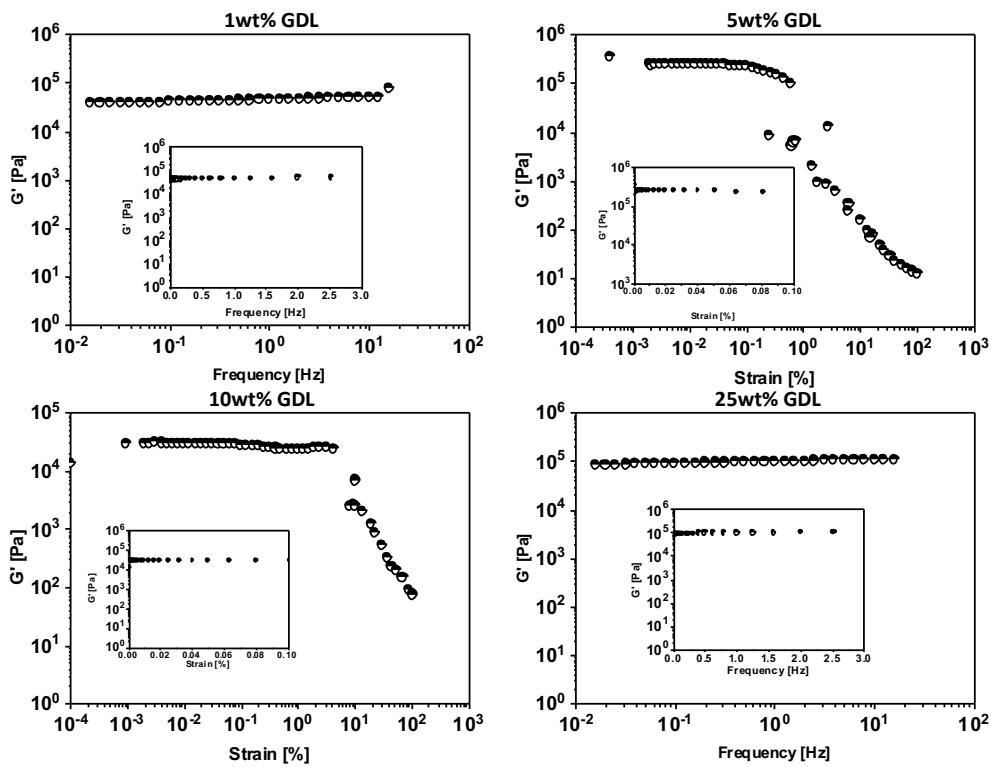 1wt% GDL
10⁶
10⁵
10⁴
10³
10²
10¹
10⁰
G' [Pa]
10⁻² 10⁻¹ 10⁰ 10¹ 10²
Frequency [Hz]
10⁶
10⁵
10⁴
10³
10²
10¹
10⁰
G' [Pa]
0.0 0.5 1.0 1.5 2.0 2.5 3.0
Frequency [Hz]
5wt% GDL
10⁶
10⁵
10⁴
10³
10²
10¹
10⁰
G' [Pa]
10⁻⁴ 10⁻³ 10⁻² 10⁻¹ 10⁰ 10¹ 10² 10³
Strain [%]
10⁶
10⁵
10⁴
10³
G' [Pa]
0.00 0.02 0.04 0.06 0.08 0.10
Strain [%]
10wt% GDL
10⁵
10⁴
10³
10²
10¹
10⁰
G' [Pa]
10⁻⁴ 10⁻³ 10⁻² 10⁻¹ 10⁰ 10¹ 10² 10³
Strain [%]
10⁶
10⁵
10⁴
10³
10²
10¹
10⁰
G' [Pa]
0.00 0.02 0.04 0.06 0.08 0.10
Strain [%]
25wt% GDL
10⁶
10⁵
10⁴
10³
10²
10¹
10⁰
G' [Pa]
10⁻² 10⁻¹ 10⁰ 10¹ 10²
Frequency [Hz]
10⁶
10⁵
10⁴
10³
10²
10¹
10⁰
G' [Pa]
0.0 0.5 1.0 1.5 2.0 2.5 3.0
Frequency [Hz]